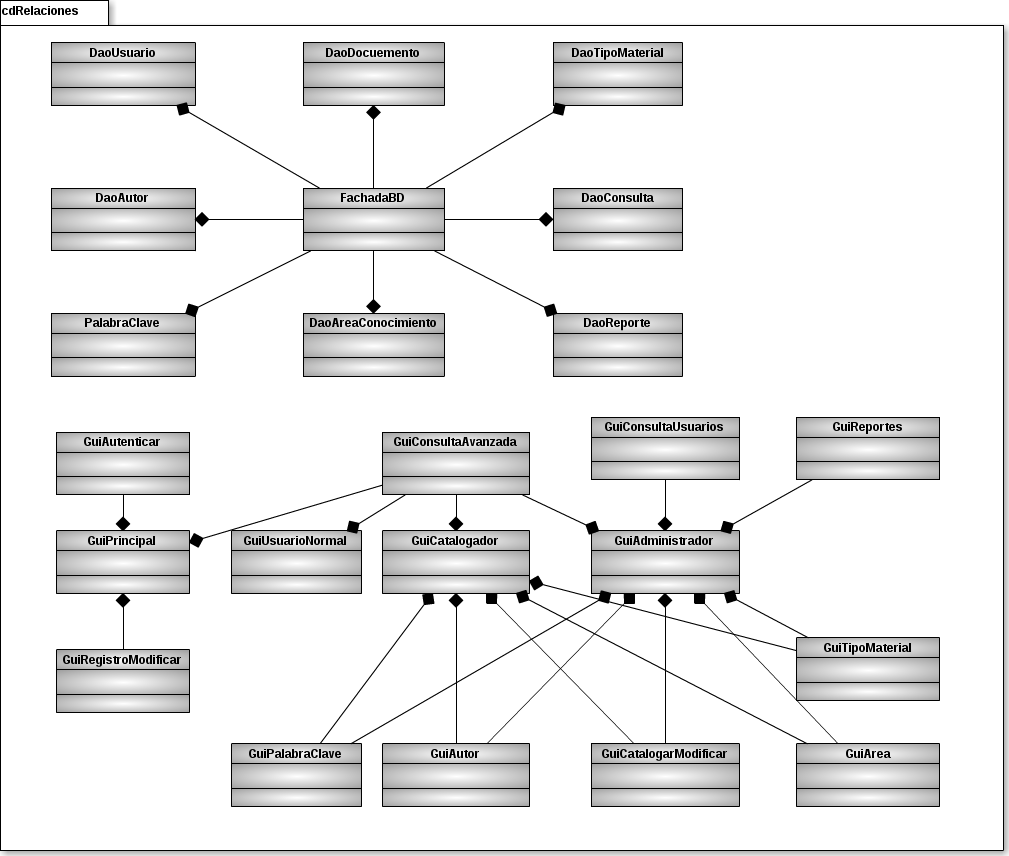 cdRelaciones
DaoUsuario
DaoDocuemento
DaoTipoMaterial
DaoAutor
FachadaBD
DaoConsulta
PalabraClave
DaoAreaConocimiento
DaoReporte
GuiAutenticar
GuiConsultaAvanzada
GuiConsultaUsuarios
GuiReportes
GuiPrincipal
GuiUsuarioNormal
GuiCatalogador
GuiAdministrador
GuiRegistroModificar
GuiTipoMaterial
GuiPalabraClave
GuiAutor
GuiCatalogarModificar
GuiArea